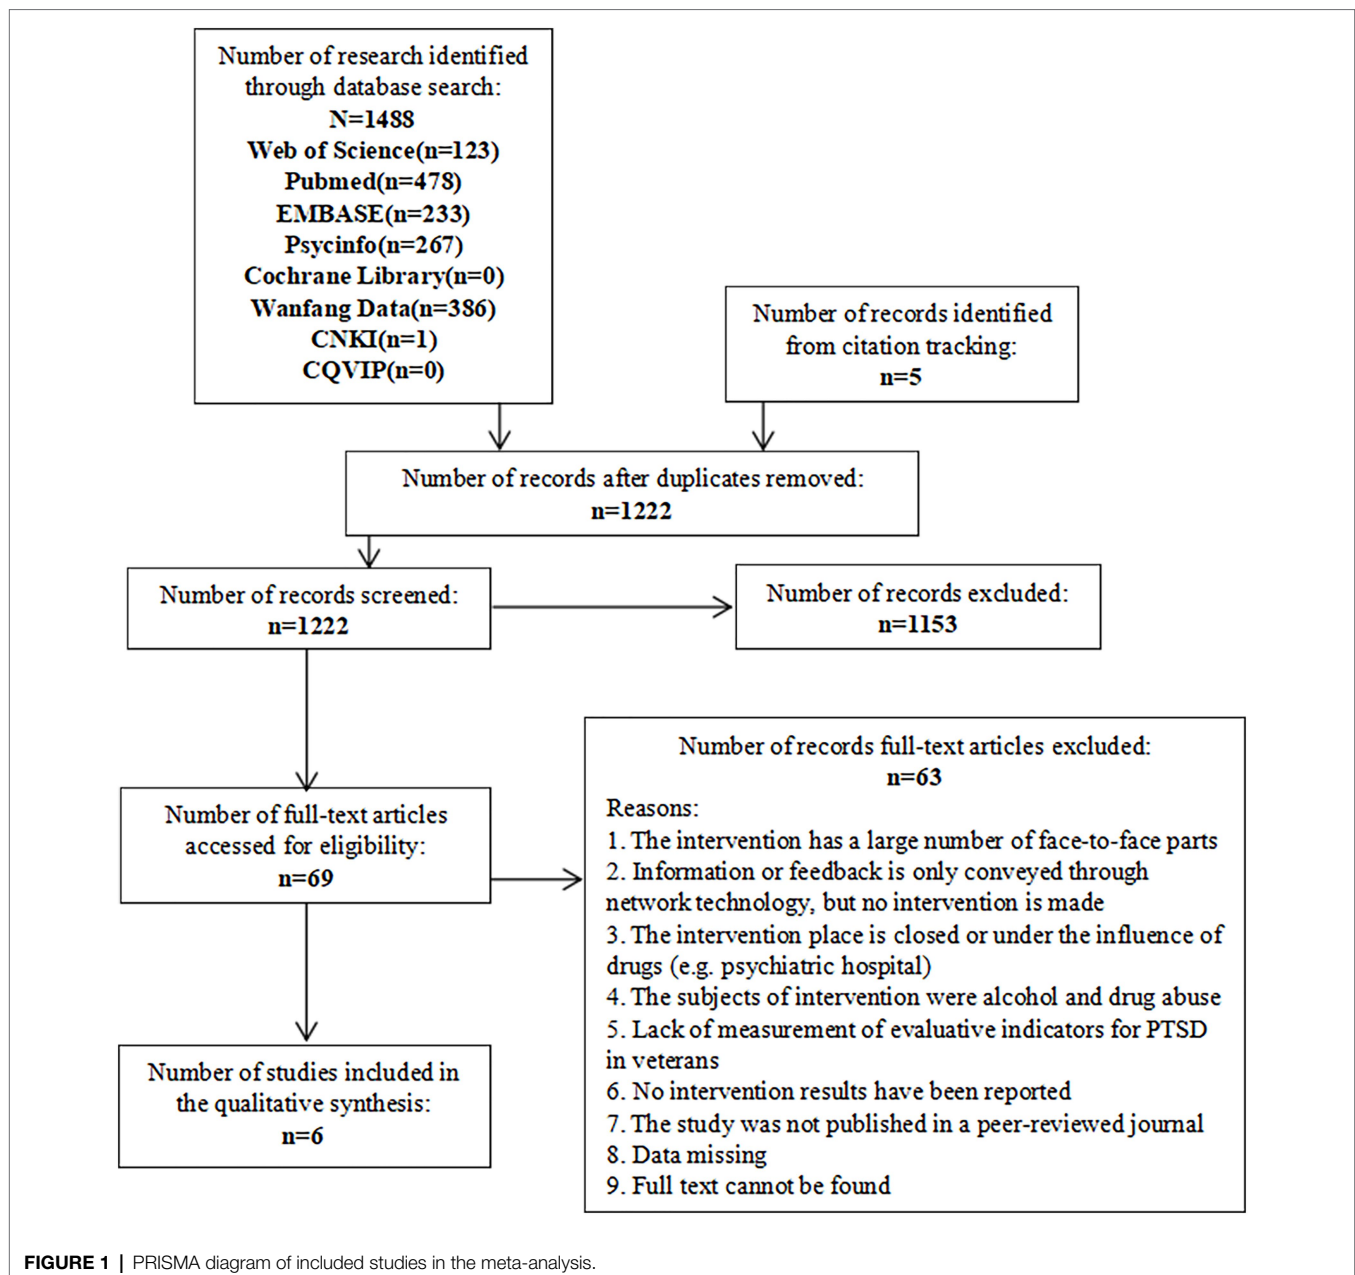 Number of research identified
through database search:
N=1488
Web of Science(n=123)
Pubmed(n=478)
EMBASE(n=233)
Psycinfo(n=267)
Cochrane Library(n=0)
Wanfang Data(n=386)
CNKI(n=1)
CQVIP(n=0)
Number of records identified
from citation tracking:
n=5
Number of records after duplicates removed:
n=1222
Number of records screened:
n=1222
Number of records excluded:
n=1153
Number of full-text articles
accessed for eligibility:
n=69
Number of records full-text articles excluded:
n=63
Reasons:
1. The intervention has a large number of face-to-face parts
2. Information or feedback is only conveyed through
network technology, but no intervention is made
3. The intervention place is closed or under the influence of
drugs (e.g. psychiatric hospital)
4. The subjects of intervention were alcohol and drug abuse
5. Lack of measurement of evaluative indicators for PTSD
in veterans
6. No intervention results have been reported
7. The study was not published in a peer-reviewed journal
8. Data missing
9. Full text cannot be found
Number of studies included in
the qualitative synthesis:
n=6
FIGURE 1 | PRISMA diagram of included studies in the meta-analysis.